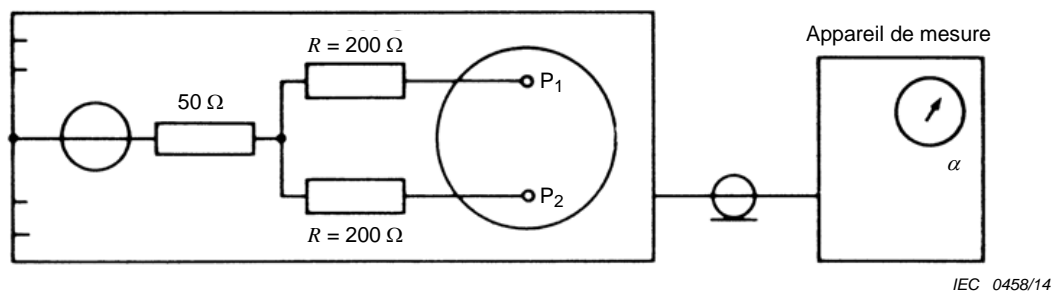 R = 200 Ω
Appareil de mesure
50 Ω
P1
α
P2
R = 200 Ω
IEC 0458/14